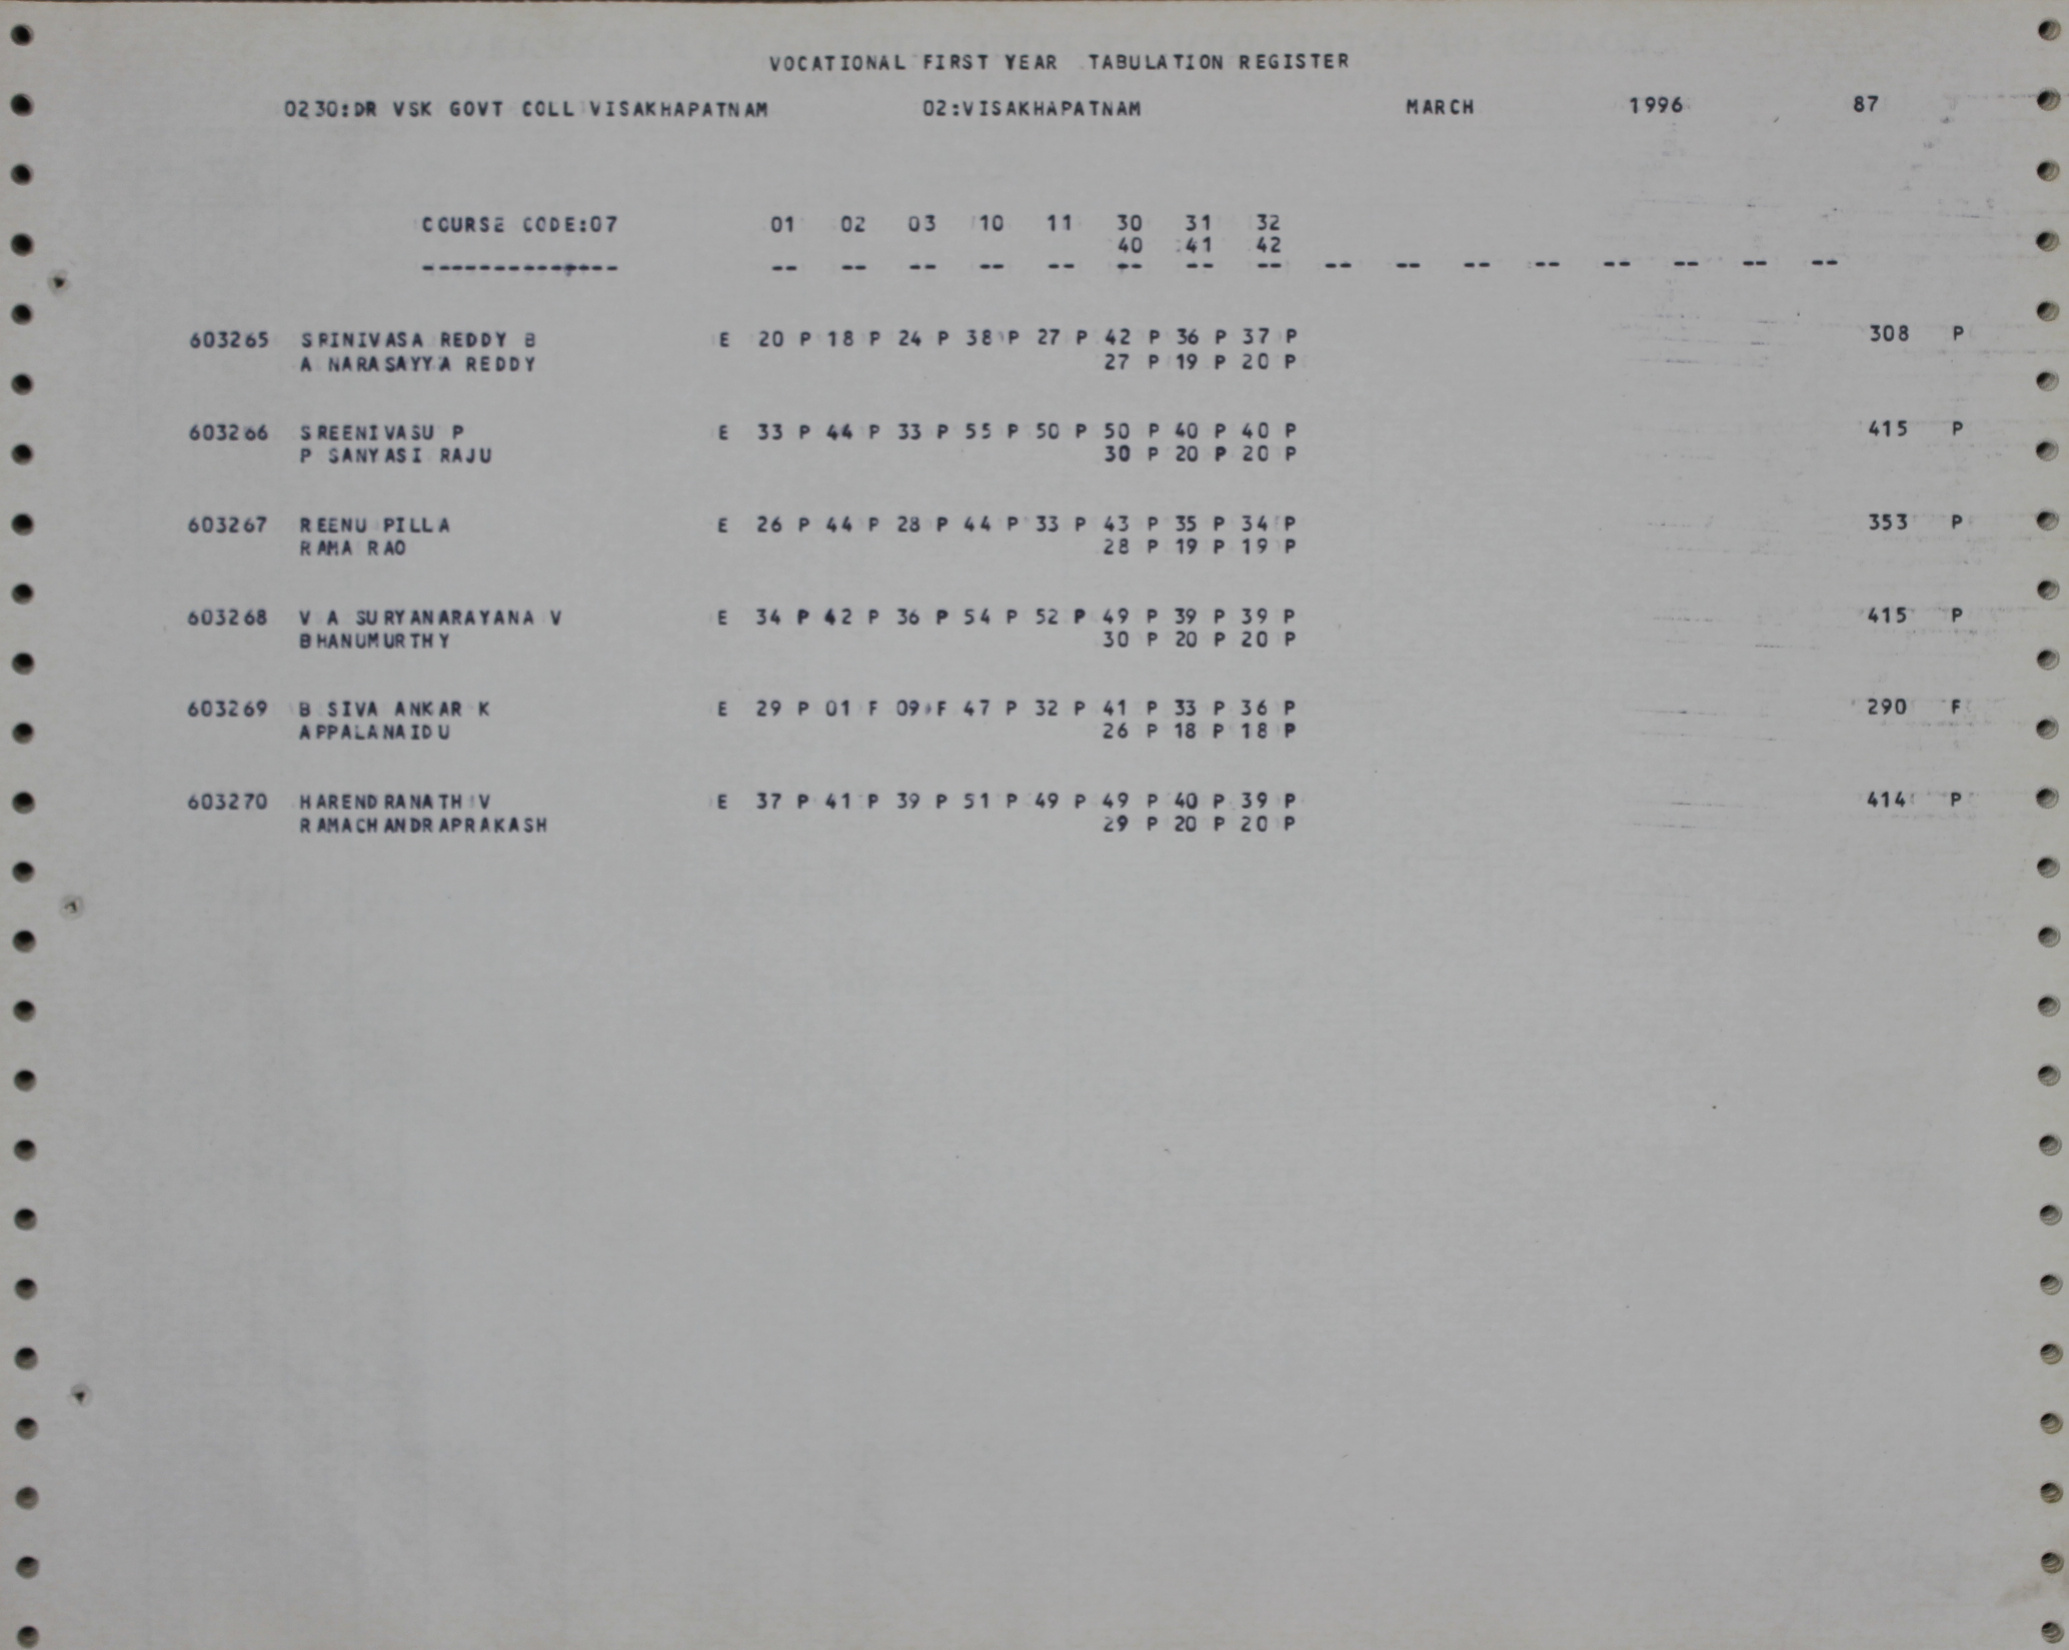 VOCATIONAL FIRST YEAR TABULATION REGISTER
0230:DR VSK GOVT COLL VISAKHAPATNAM 02:VISAKHAPATNAM MARCH 1996 87
COURSE CODE:07 01 02 03 10 11 30 31 32
40 41 42
-------------- -- -- -- -- -- -- -- -- -- -- -- -- -- -- -- --
603265 SRINIVASA REDDY B E 20 P 18 P 24 P 38 P 27 P 42 P 36 P 37 P 308 P
A NARASAYYA REDDY 27 P 19 P 20 P
603266 SREENIVASU P E 33 P 44 P 33 P 55 P 50 P 50 P 40 P 40 P 415 P
P SANYASI RAJU 30 P 20 P 20 P
603267 REENU PILLA E 26 P 44 P 28 P 44 P 33 P 43 P 35 P 34 P 353 P
RAMA RAO 28 P 19 P 19 P
603268 V A SURYANARAYANA V E 34 P 42 P 36 P 54 P 52 P 49 P 39 P 39 P 415 P
BHANUMURTHY 30 P 20 P 20 P
603269 B SIVA ANKAR K E 29 P 01 F 09 F 47 P 32 P 41 P 33 P 36 P 290 F
APPALANAIDU 26 P 18 P 18 P
603270 HARENDRANATH V E 37 P 41 P 39 P 51 P 49 P 49 P 40 P 39 P 414 P
RAMACHANDRAPRAKASH 29 P 20 P 20 P